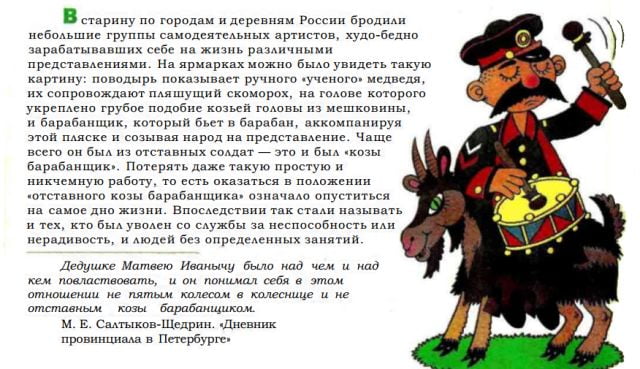 В старину по городам и деревням России бродили
небольшие группы самодеятельных артистов, худо-бедно
зарабатывавших себе на жизнь различными
представлениями. На ярмарках можно было увидеть такую
картину: поводырь показывает ручного «ученого» медведя,
их сопровождают пляшущий скоморох, на голове которого
укреплено грубое подобие козьей головы из мешковины,
и барабанщик, который бьет в барабан, аккомпанируя
этой пляске и созывая народ на представление. Чаще
всего он был из отставных солдат — это и был «козы
барабанщик». Потерять даже такую простую и
никчемную работу, то есть оказаться в положении
«отставного козы барабанщика» означало опуститься
на самое дно жизни. Впоследствии так стали называть
и тех, кто был уволен со службы за неспособность или
нерадивость, и людей без определенных занятий.
Дедушке Матвею Иванычу было над чем и над
кем повластвовать, и он понимал себя в этом
отношении не пятым колесом в колеснице и не
отставным козы барабанщиком.
М. Е. Салтыков-Щедрин. «Дневник
провинциала в Петербурге»